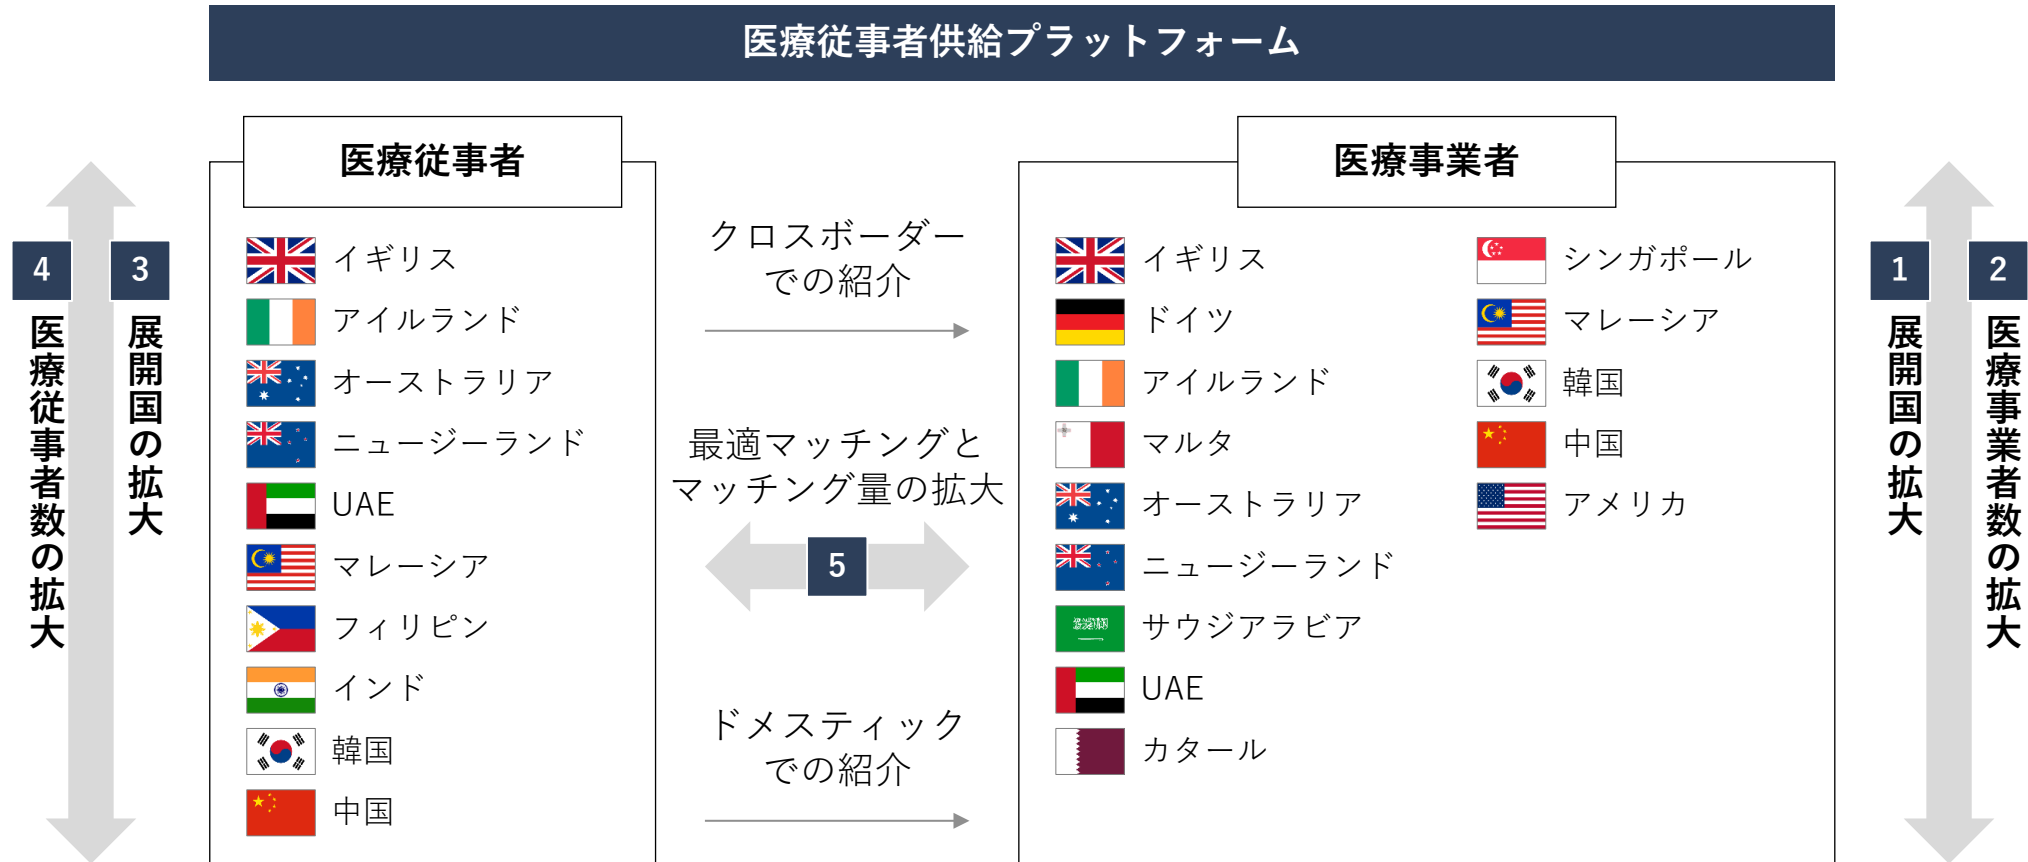 医療従事者供給プラットフォーム
4
医療従事者数の拡大
3
展開国の拡大
医療従事者
イギリス
アイルランド
オーストラリア
ニュージーランド
UAE
マレーシア
フィリピン
インド
韓国
中国
クロスボーダー
での紹介
最適マッチングと
マッチング量の拡大
5
ドメスティック
での紹介
医療事業者
イギリス
ドイツ
アイルランド
マルタ
オーストラリア
ニュージーランド
サウジアラビア
UAE
カタール
シンガポール
マレーシア
韓国
中国
アメリカ
1
展開国の拡大
2
医療事業者数の拡大